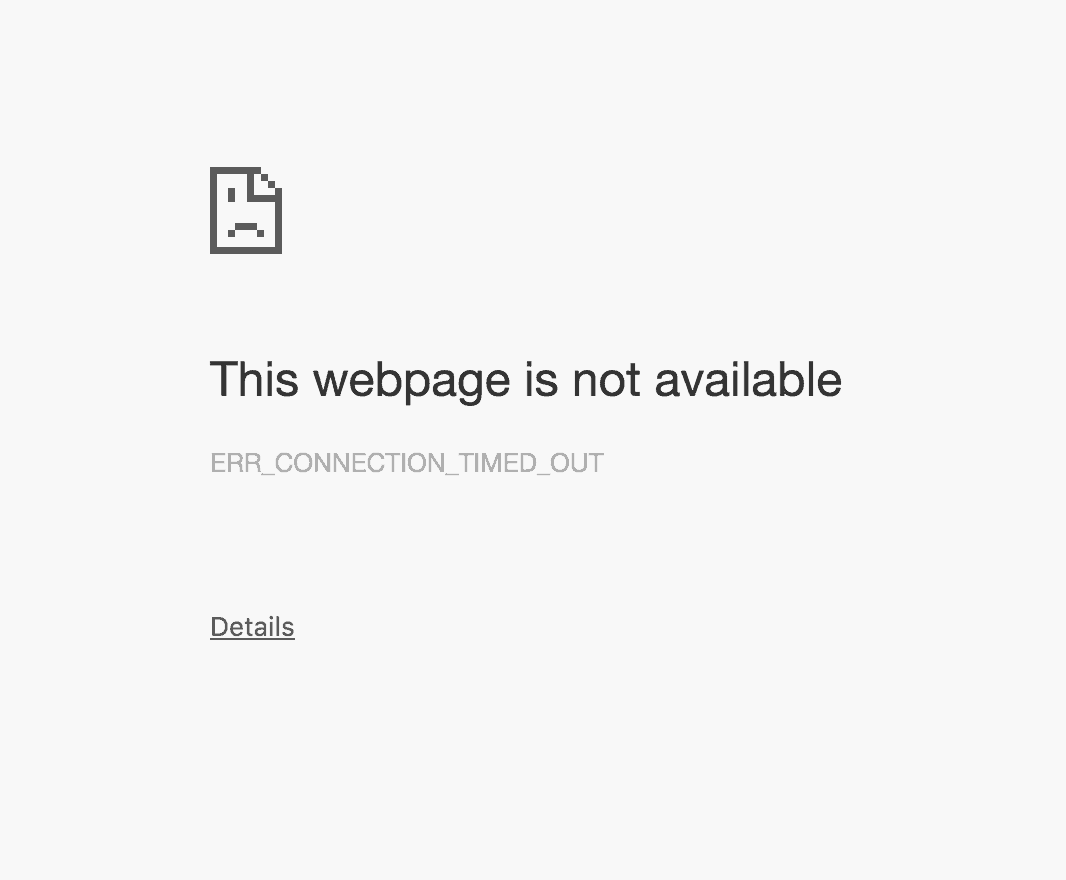 This webpage is not available
ERR_CONNECTION_TIMED_OUT
Details